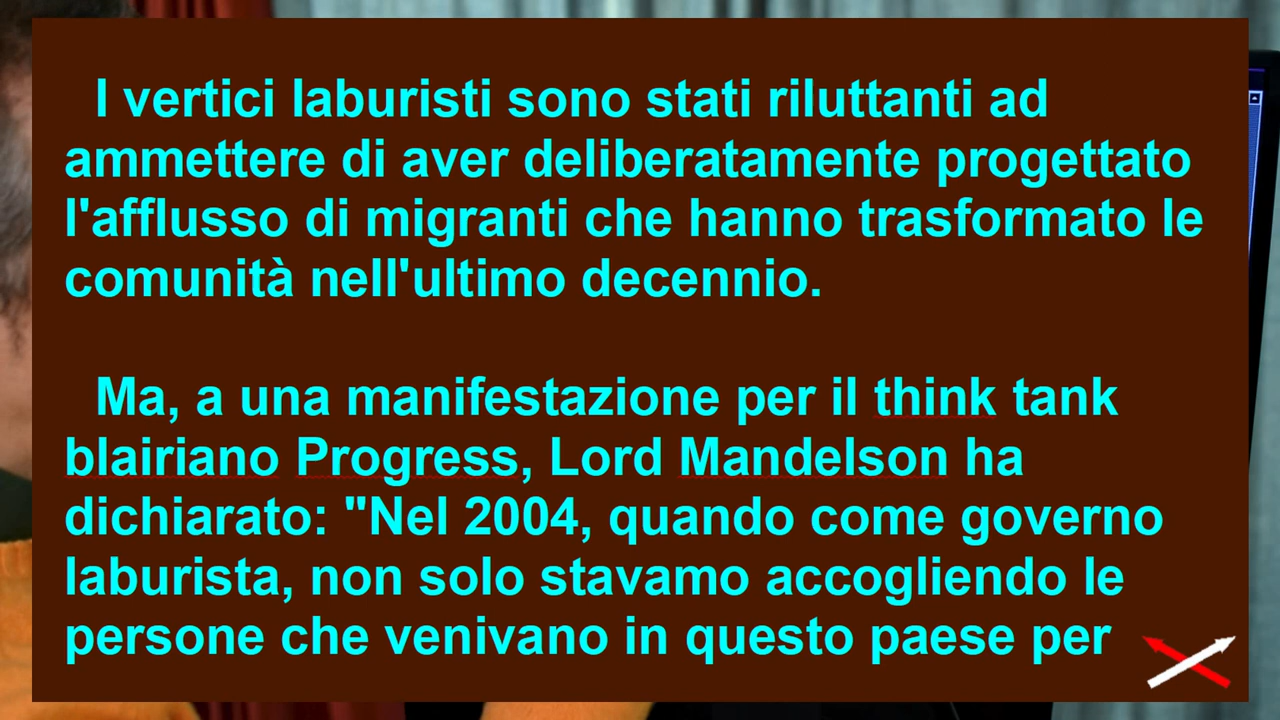 I vertici laburisti sono stati riluttanti ad
ammettere di aver deliberatamente progettato
l'afflusso di migranti che hanno trasformato le
comunità nell'ultimo decennio.
Ma, a una manifestazione per il think tank
blairiano Progress, Lord Mandelson ha
dichiarato: "Nel 2004, quando come governo
laburista, non solo stavamo accogliendo le
persone che venivano in questo paese per